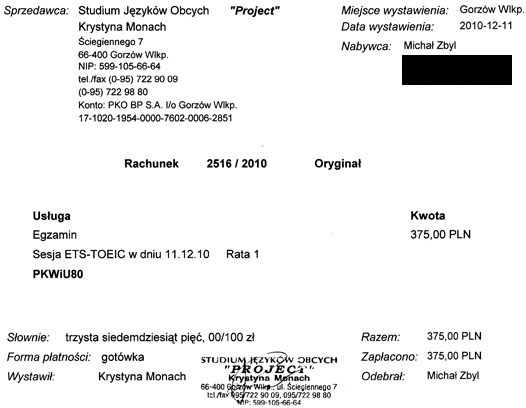 Sprzedawca: Studium Języków Obcych "Project" Miejsce wystawienia: Gorzów Wlkp.
Krystyna Monach Data wystawienia: 2010-12-11
Ściegiennego 7 Nabywca: Michał Zbyl
66-400 Gorzów Wlkp.
NIP: 599-105-66-64
tel./fax (0-95) 722 90 09
(0-95) 722 98 80
Konto: PKO BP S.A. I/o Gorzów Wlkp.
17-1020-1954-0000-7602-0006-2851
Rachunek 2516 / 2010 Oryginał
Usługa Kwota
Egzamin 375,00 PLN
Sesja ETS-TOEIC w dniu 11.12.10 Rata 1
PKWiU80
Słownie: trzysta siedemdziesiąt pięć, 00/100 zł Razem: 375,00 PLN
Forma płatności: gotówka Zapłacono: 375,00 PLN
Wystawił: Krystyna Monach Odebrał: Michał Zbyl
STUDIUM JĘZYKÓW OBCYCH
"PROJECT"
Krystyna Monach
66-400 Gorzów Wlkp., ul. Ściegiennego 7
tel./fax 095/722 90 09, 095/722 98 80
NIP: 599-105-66-64